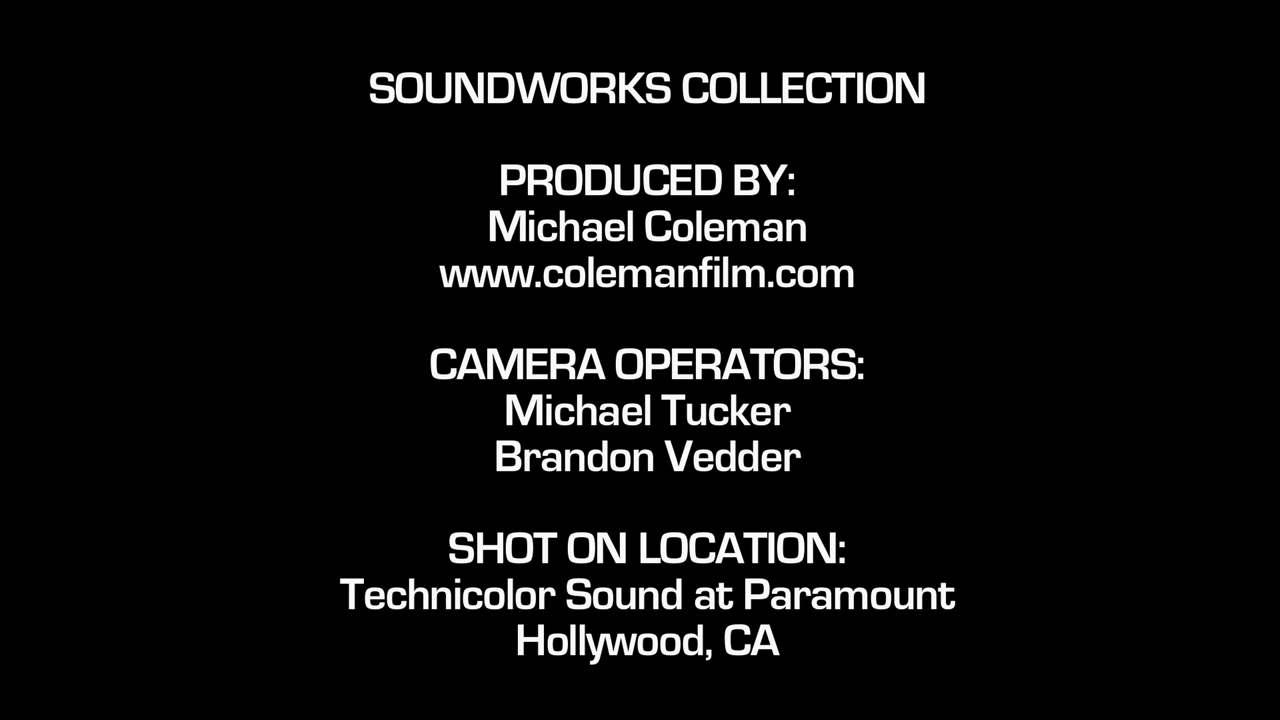 SOUNDWORKS COLLECTION
PRODUCED BY:
Michael Coleman
www.colemanfilm.com
CAMERA OPERATORS:
Michael Tucker
Brandon Vedder
SHOT ON LOCATION:
Technicolor Sound at Paramount
Hollywood, CA